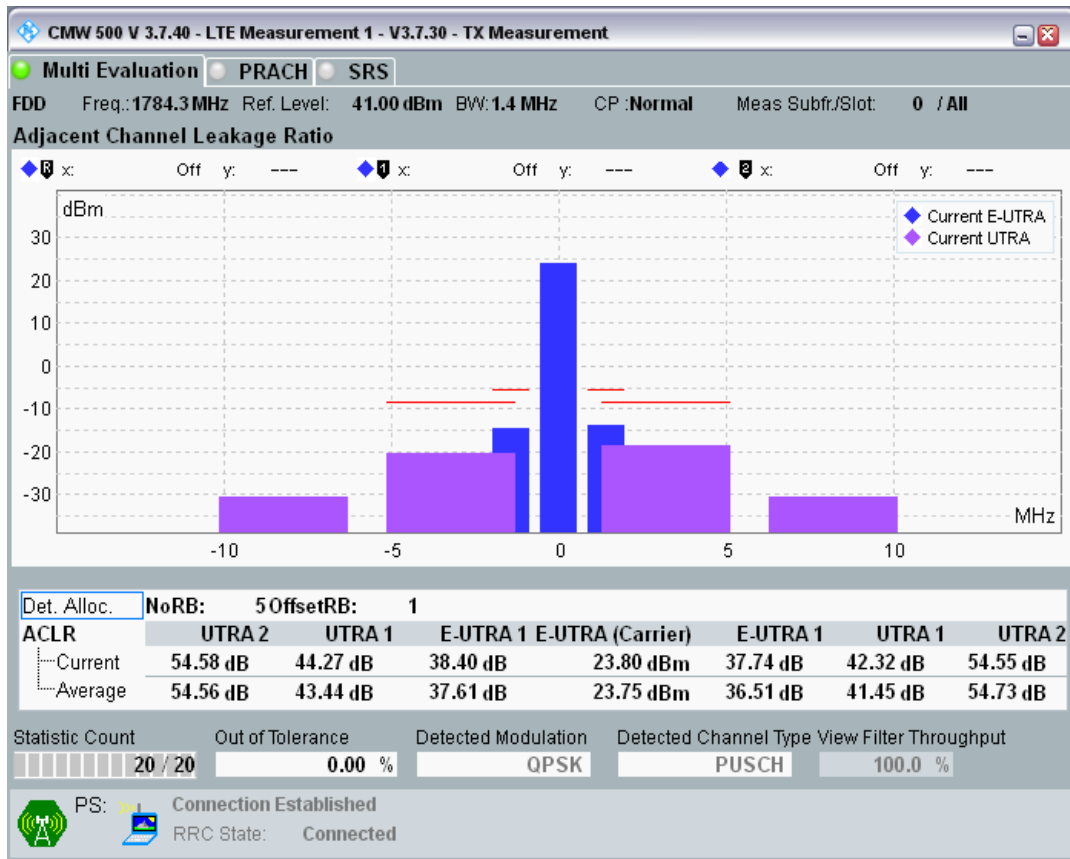 CMW 500 V 3.7.40 - LTE Measurement 1 - V3.7.30 - TX Measurement
Multi Evaluation PRACH SRS
FDD Freq.: 1784.3 MHz Ref. Level: 41.00 dBm BW: 1.4 MHz CP :Normal Meas Subfr./Slot: 0 / All
Adjacent Channel Leakage Ratio
R x: Off y: --- 1 x: Off y: --- 2 x: Off y: ---
dBm
Current E-UTRA
Current UTRA
30
20
10
0
-10
-20
-30
MHz
-10 -5 0 5 10
Det. Alloc. NoRB: 5 OffsetRB: 1
ACLR UTRA 2 UTRA 1 E-UTRA 1 E-UTRA (Carrier) E-UTRA 1 UTRA 1 UTRA 2
Current 54.58 dB 44.27 dB 38.40 dB 23.80 dBm 37.74 dB 42.32 dB 54.55 dB
Average 54.56 dB 43.44 dB 37.61 dB 23.75 dBm 36.51 dB 41.45 dB 54.73 dB
Statistic Count Out of Tolerance Detected Modulation Detected Channel Type View Filter Throughput
20 / 20 0.00 % QPSK PUSCH 100.0 %
PS: Connection Established
RRC State: Connected